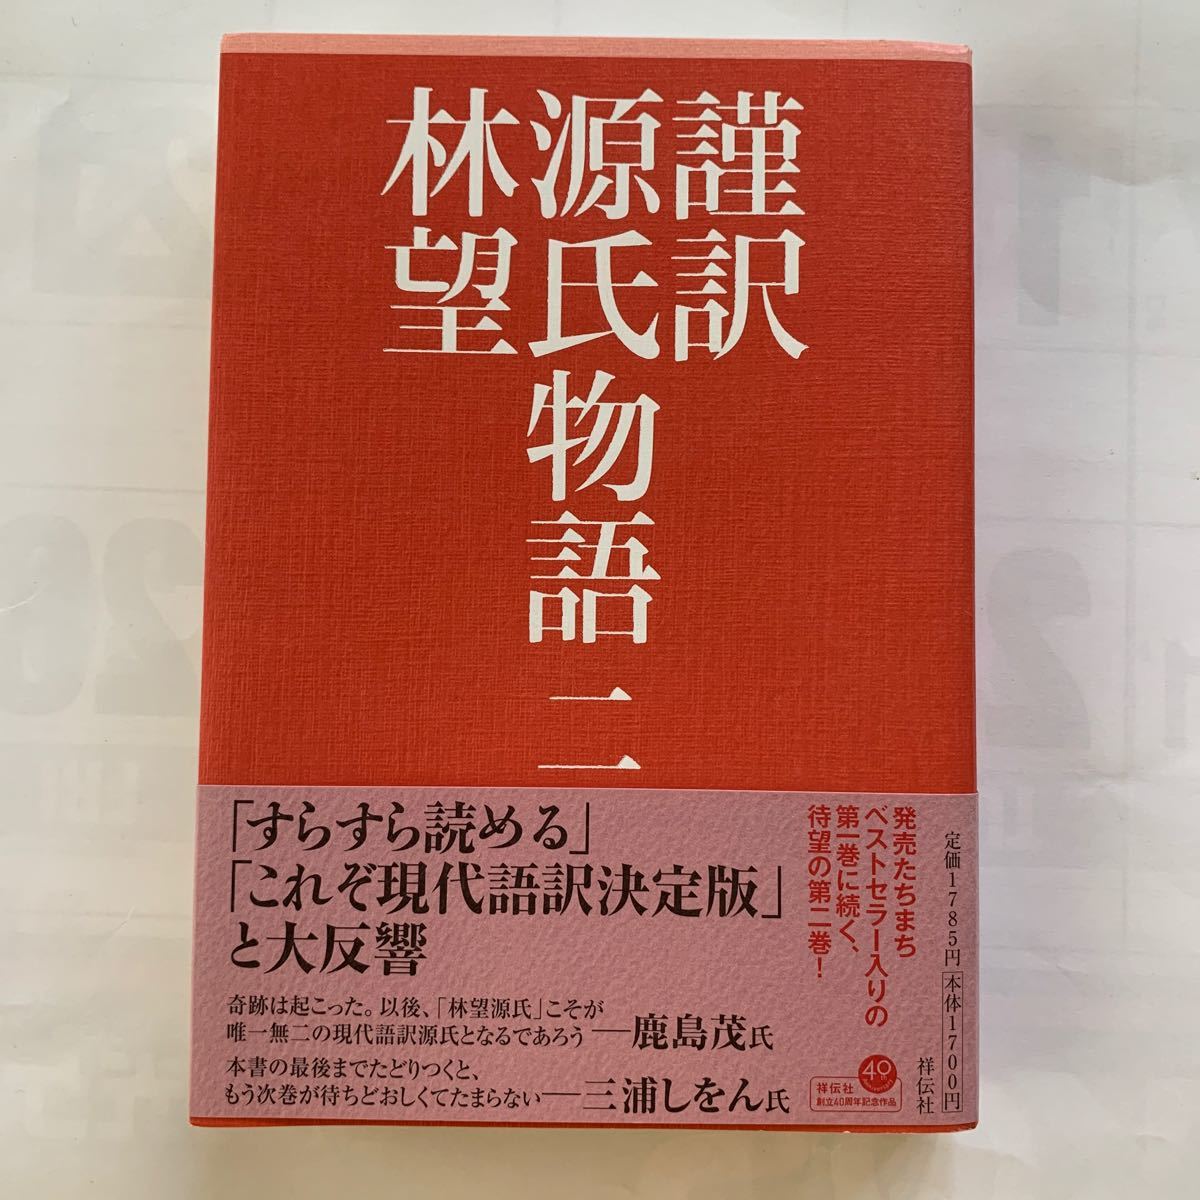 謹訳
源氏物語 二
林望
発売たちまち
ベストセラー入りの
第一巻に続く、
待望の第二巻!
「すらすら読める」
「これぞ現代語訳決定版」
と大反響
奇跡は起こった。以後、「林望源氏」こそが
唯一無二の現代語訳源氏となるであろう──鹿島茂氏
本書の最後までたどりつくと、
もう次巻が待ちどおしくてたまらない──三浦しをん氏
40th
Anniversary
祥伝社
創立40周年記念作品
定価1785円 本体1700円
祥伝社